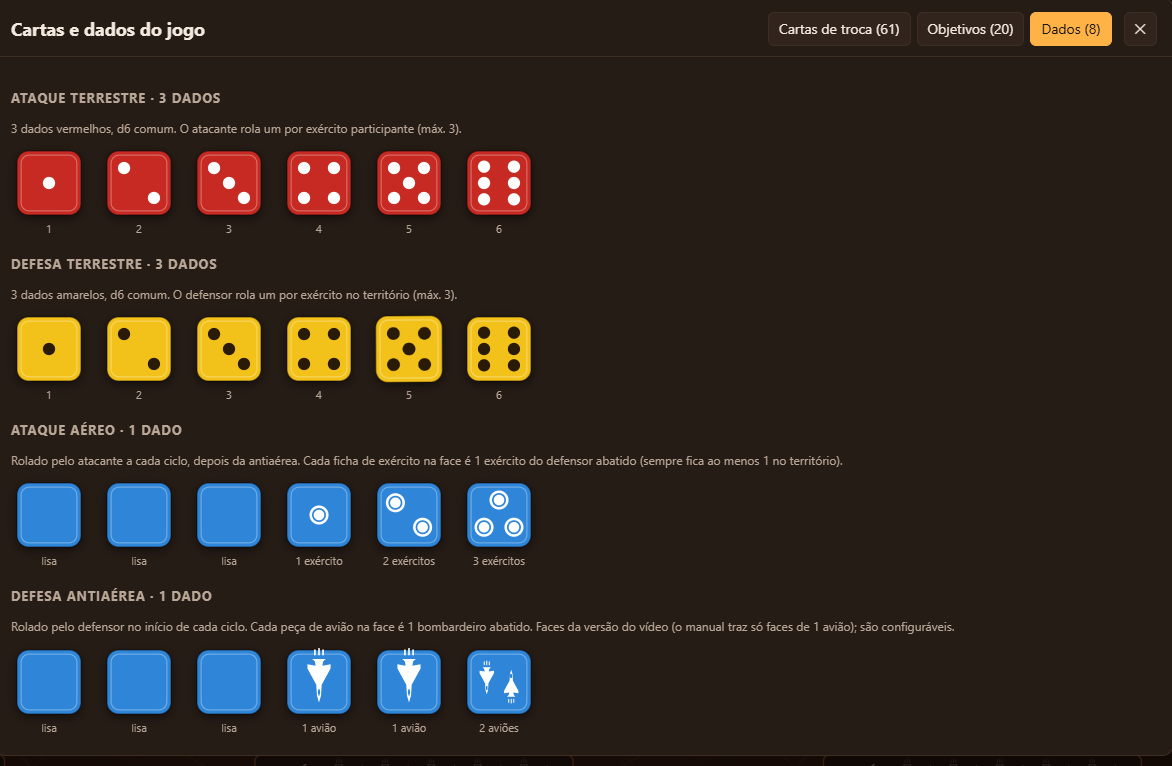 Cartas e dados do jogo
Cartas de troca (61) Objetivos (20) Dados (8) ✕
ATAQUE TERRESTRE · 3 DADOS
3 dados vermelhos, d6 comum. O atacante rola um por exército participante (máx. 3).
1 2 3 4 5 6
DEFESA TERRESTRE · 3 DADOS
3 dados amarelos, d6 comum. O defensor rola um por exército no território (máx. 3).
1 2 3 4 5 6
ATAQUE AÉREO · 1 DADO
Rolado pelo atacante a cada ciclo, depois da antiaérea. Cada ficha de exército na face é 1 exército do defensor abatido (sempre fica ao menos 1 no território).
lisa lisa lisa 1 exército 2 exércitos 3 exércitos
DEFESA ANTIAÉREA · 1 DADO
Rolado pelo defensor no início de cada ciclo. Cada peça de avião na face é 1 bombardeiro abatido. Faces da versão do vídeo (o manual traz só faces de 1 avião); são configuráveis.
lisa lisa lisa 1 avião 1 avião 2 aviões